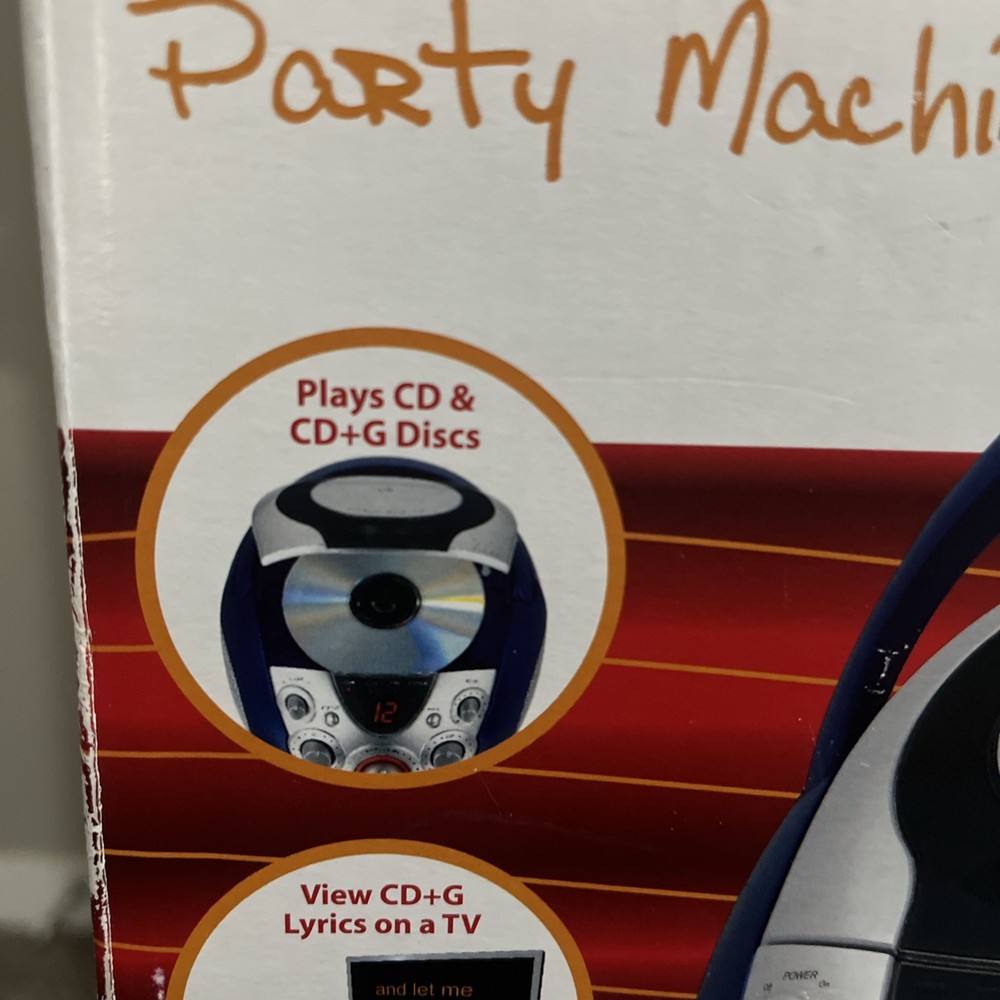 Party Machi
Plays CD &
CD+G Discs
12
View CD+G
Lyrics on a TV
and let me
POWER
Off On